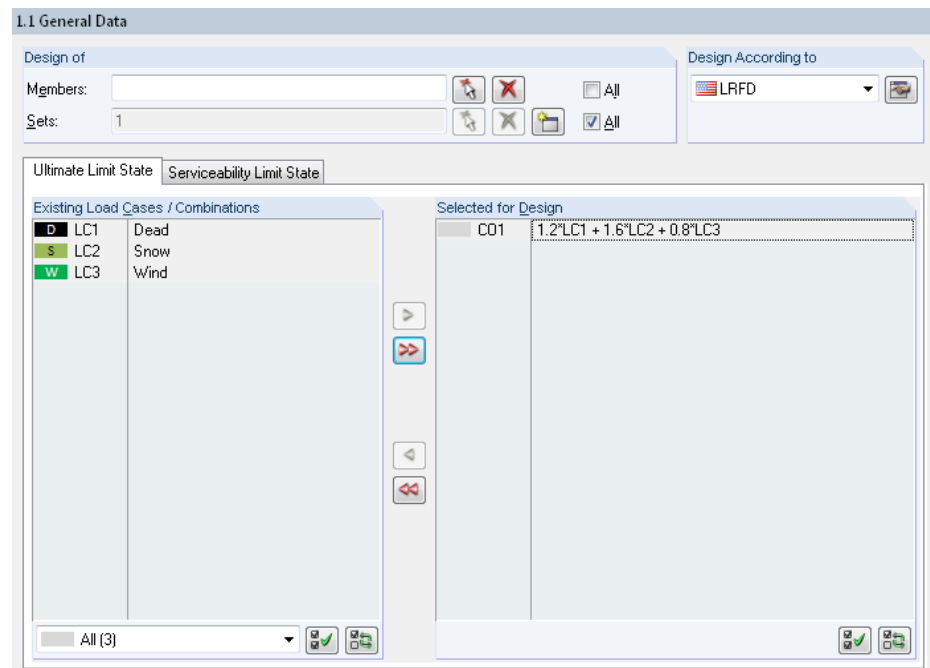 1.1 General Data
Design of
Design According to
Members:
All
LRFD
Sets:
1
All
Ultimate Limit State
Serviceability Limit State
Existing Load Cases / Combinations
Selected for Design
D LC1 Dead
CO1 1.2*LC1 + 1.6*LC2 + 0.8*LC3
S LC2 Snow
W LC3 Wind
>
>>
<
<<
All (3)